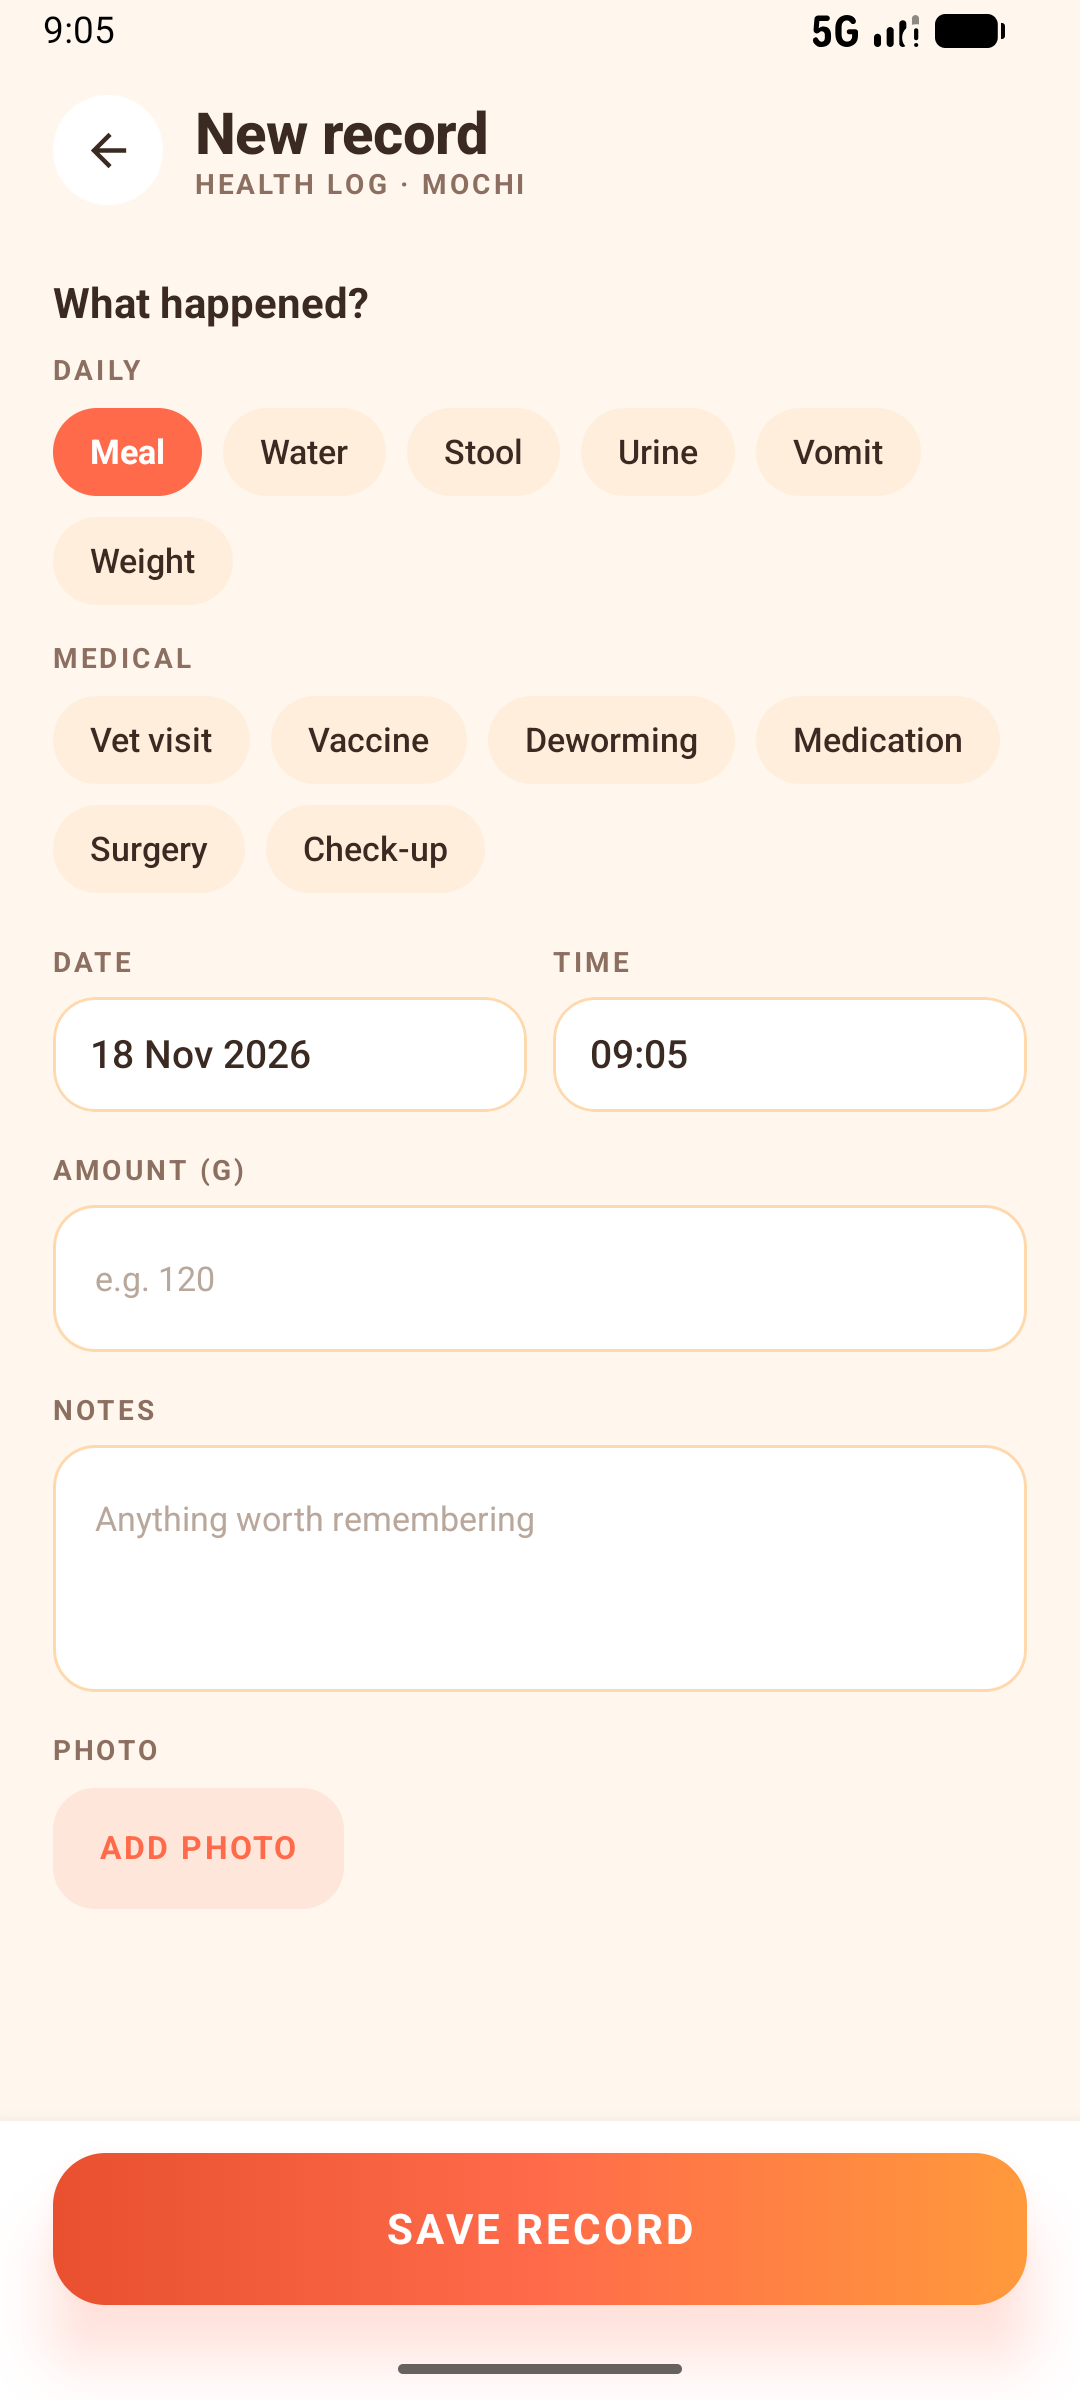 9:05
5G
New record
HEALTH LOG · MOCHI
What happened?
DAILY
Meal
Water
Stool
Urine
Vomit
Weight
MEDICAL
Vet visit
Vaccine
Deworming
Medication
Surgery
Check-up
DATE
TIME
18 Nov 2026
09:05
AMOUNT (G)
e.g. 120
NOTES
Anything worth remembering
PHOTO
ADD PHOTO
SAVE RECORD